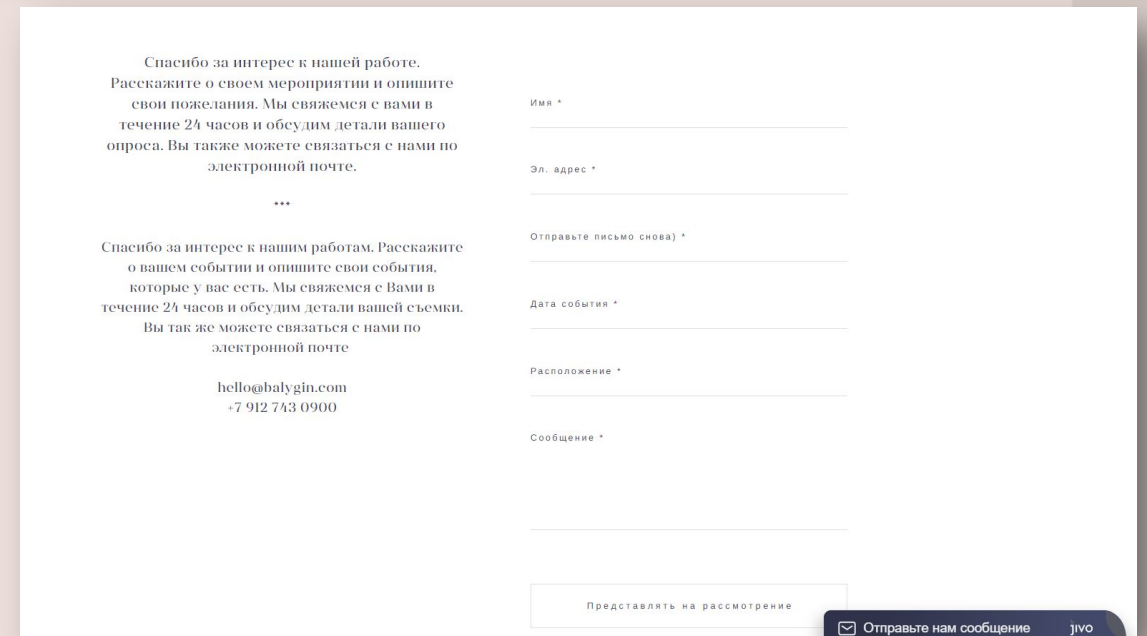 Спасибо за интерес к нашей работе.
Расскажите о своем мероприятии и опишите
свои пожелания. Мы свяжемся с вами в
течение 24 часов и обсудим детали вашего
опроса. Вы также можете связаться с нами по
электронной почте.
***
Спасибо за интерес к нашим работам. Расскажите
о вашем событии и опишите свои события,
которые у вас есть. Мы свяжемся с Вами в
течение 24 часов и обсудим детали вашей съемки.
Вы так же можете связаться с нами по
электронной почте
hello@balygin.com
+7 912 743 0900
Имя *
Эл. адрес *
Отправьте письмо снова) *
Дата события *
Расположение *
Сообщение *
Представлять на рассмотрение
Отправьте нам сообщение jivo